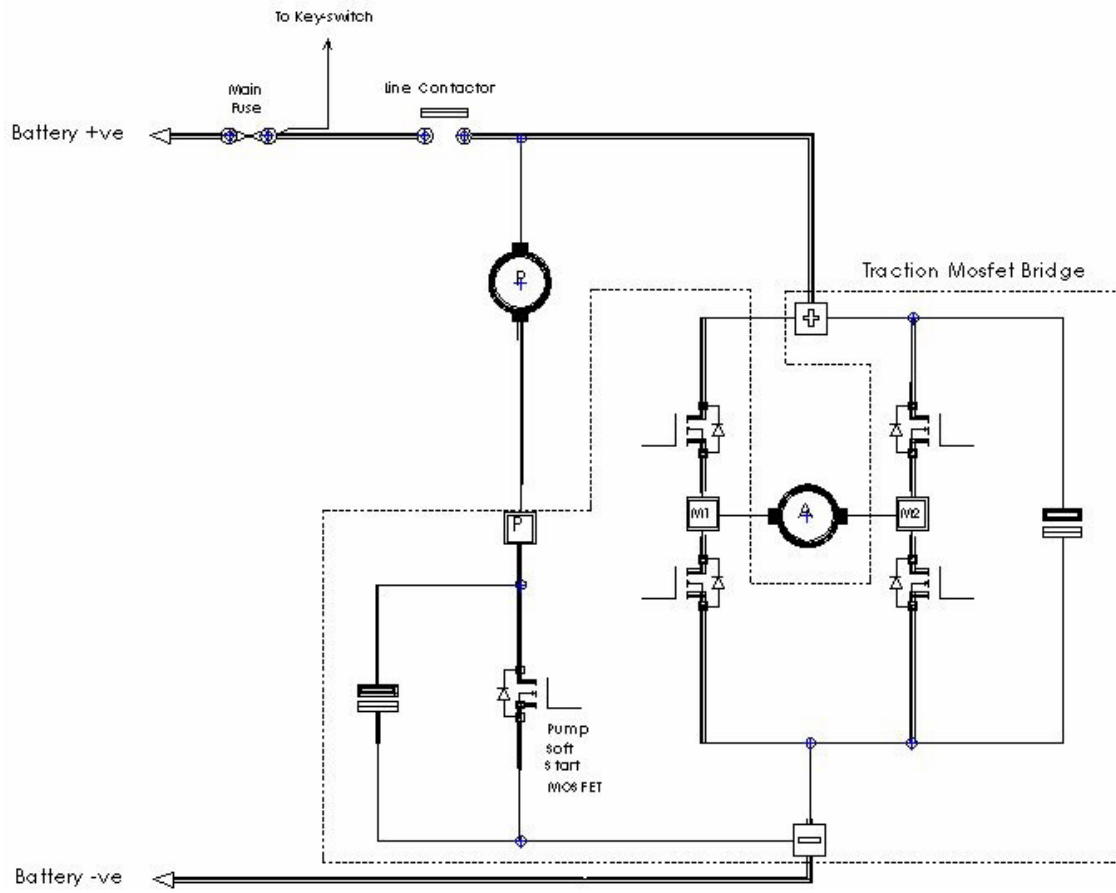 To Key-switch
Main
Fuse
Line Contactor
Battery +ve
P
Traction Mosfet Bridge
M1
A
M2
P
Pump
Soft
Start
MOSFET
Battery -ve